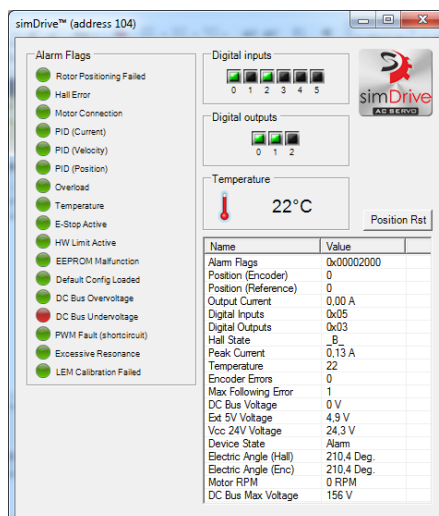 simDrive™ (address 104)
Alarm Flags
Rotor Positioning Failed
Hall Error
Motor Connection
PID (Current)
PID (Velocity)
PID (Position)
Overload
Temperature
E-Stop Active
HW Limit Active
EEPROM Malfunction
Default Config Loaded
DC Bus Overvoltage
DC Bus Undervoltage
PWM Fault (shortcircuit)
Excessive Resonance
LEM Calibration Failed
Digital inputs
0 1 2 3 4 5
Digital outputs
0 1 2
simDrive
AC SERVO
Temperature
22°C
Position Rst
Name Value
Alarm Flags 0x00002000
Position (Encoder) 0
Position (Reference) 0
Output Current 0,00 A
Digital Inputs 0x05
Digital Outputs 0x03
Hall State _B_
Peak Current 0,13 A
Temperature 22
Encoder Errors 0
Max Following Error 1
DC Bus Voltage 0 V
Ext 5V Voltage 4,9 V
Vcc 24V Voltage 24,3 V
Device State Alarm
Electric Angle (Hall) 210,4 Deg.
Electric Angle (Enc) 210,4 Deg.
Motor RPM 0 RPM
DC Bus Max Voltage 156 V